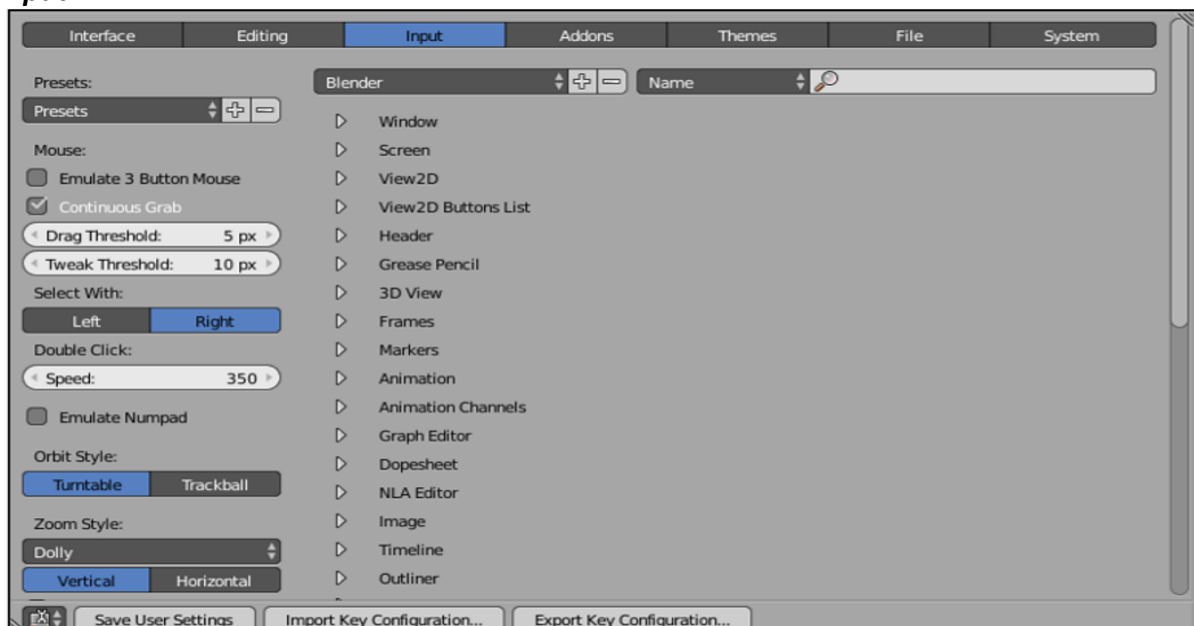 Interface Editing Input Addons Themes File System
Presets:
Presets
Mouse:
Emulate 3 Button Mouse
Continuous Grab
Drag Threshold: 5 px
Tweak Threshold: 10 px
Select With:
Left Right
Double Click:
Speed: 350
Emulate Numpad
Orbit Style:
Turntable Trackball
Zoom Style:
Dolly
Vertical Horizontal
Blender Name
Window
Screen
View2D
View2D Buttons List
Header
Grease Pencil
3D View
Frames
Markers
Animation
Animation Channels
Graph Editor
Dopesheet
NLA Editor
Image
Timeline
Outliner
Save User Settings Import Key Configuration... Export Key Configuration...